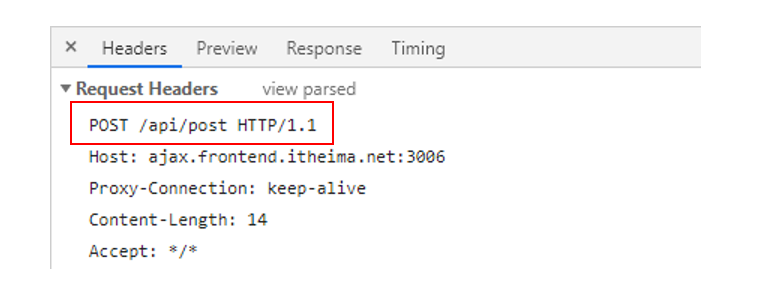 × Headers Preview Response Timing
▼ Request Headers view parsed
POST /api/post HTTP/1.1
Host: ajax.frontend.itheima.net:3006
Proxy-Connection: keep-alive
Content-Length: 14
Accept: */*